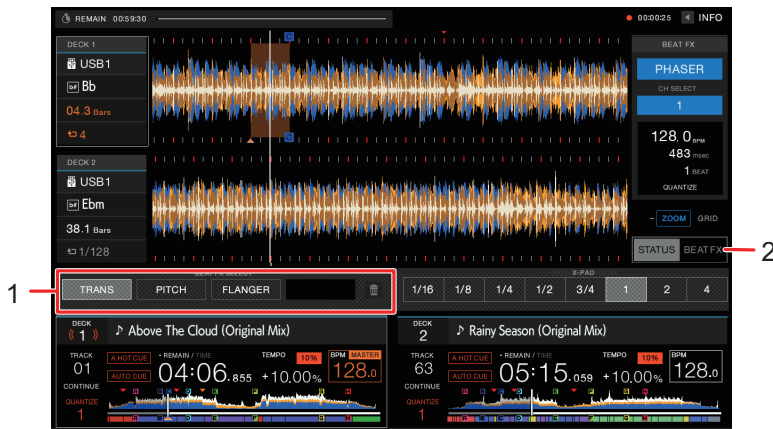 REMAIN 00:59:30
00:00:25 INFO
DECK 1
USB1
Bb
04.3 Bars
4
C
C
DECK 2
USB1
Ebm
38.1 Bars
1/128
BEAT FX
PHASER
CH SELECT
1
128.0 BPM
483 msec
1 BEAT
QUANTIZE
- ZOOM GRID
STATUS BEAT FX
2
1
BEAT FX SELECT
TRANS PITCH FLANGER
X-PAD
1/16 1/8 1/4 1/2 3/4 1 2 4
DECK 1
♪ Above The Cloud (Original Mix)
TRACK 01
CONTINUE
QUANTIZE 1
A.HOT CUE
AUTO CUE
REMAIN / TIME
04:06.855
TEMPO 10%
+10.00%
BPM MASTER
128.0
DECK 2
♪ Rainy Season (Original Mix)
TRACK 63
CONTINUE
QUANTIZE 1
A.HOT CUE
AUTO CUE
REMAIN / TIME
05:15.059
TEMPO 10%
+10.00%
BPM
128.0